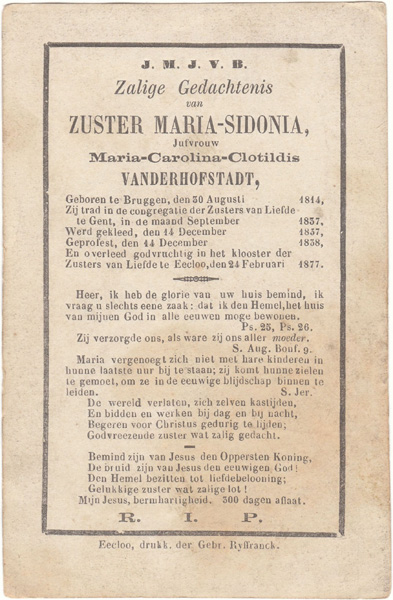 J. M. J. V. B.
Zalige Gedachtenis
van
ZUSTER MARIA-SIDONIA,
Jufvrouw
Maria-Carolina-Clotildis
VANDERHOFSTADT,
Geboren te Bruggen, den 30 Augusti 1814,
Zij trad in de congregatie der Zusters van Liefde
te Gent, in de maand September 1837,
Werd gekleed, den 14 December 1837,
Geprofest, den 14 December 1838,
En overleed godvruchtig in het klooster der
Zusters van Liefde te Eecloo, den 24 Februari 1877.
Heer, ik heb de glorie van uw huis bemind, ik
vraag u slechts eene zaak: dat ik den Hemel, het huis
van mijnen God in alle eeuwen moge bewonen.
Ps. 25, Ps. 26.
Zij verzorgde ons, als ware zij ons aller moeder.
S. Aug. Bouf. 9.
Maria vergenoegt zich niet met hare kinderen in
hunne laatste nur bij te staan; zij komt hunne zielen
te gemoet, om ze in de eeuwige blijdschap binnen te
leiden. S. Jer.
De wereld verlaten, zich zelven kastijden,
En bidden en werken bij dag en bij nacht,
Begeren voor Christus gedurig te lijden;
Godvreezende zuster wat zalig gedacht.
Bemind zijn van Jesus den Oppersten Koning,
De bruid zijn van Jesus den eeuwigen God!
Den Hemel bezitten tot liefdebelooning;
Gelukkige zuster wat zalige lot!
Mijn Jesus, bermhartigheid. 300 dagen aflaat.
R. I. P.
Eecloo, drukk. der Gebr. Ryffranck.